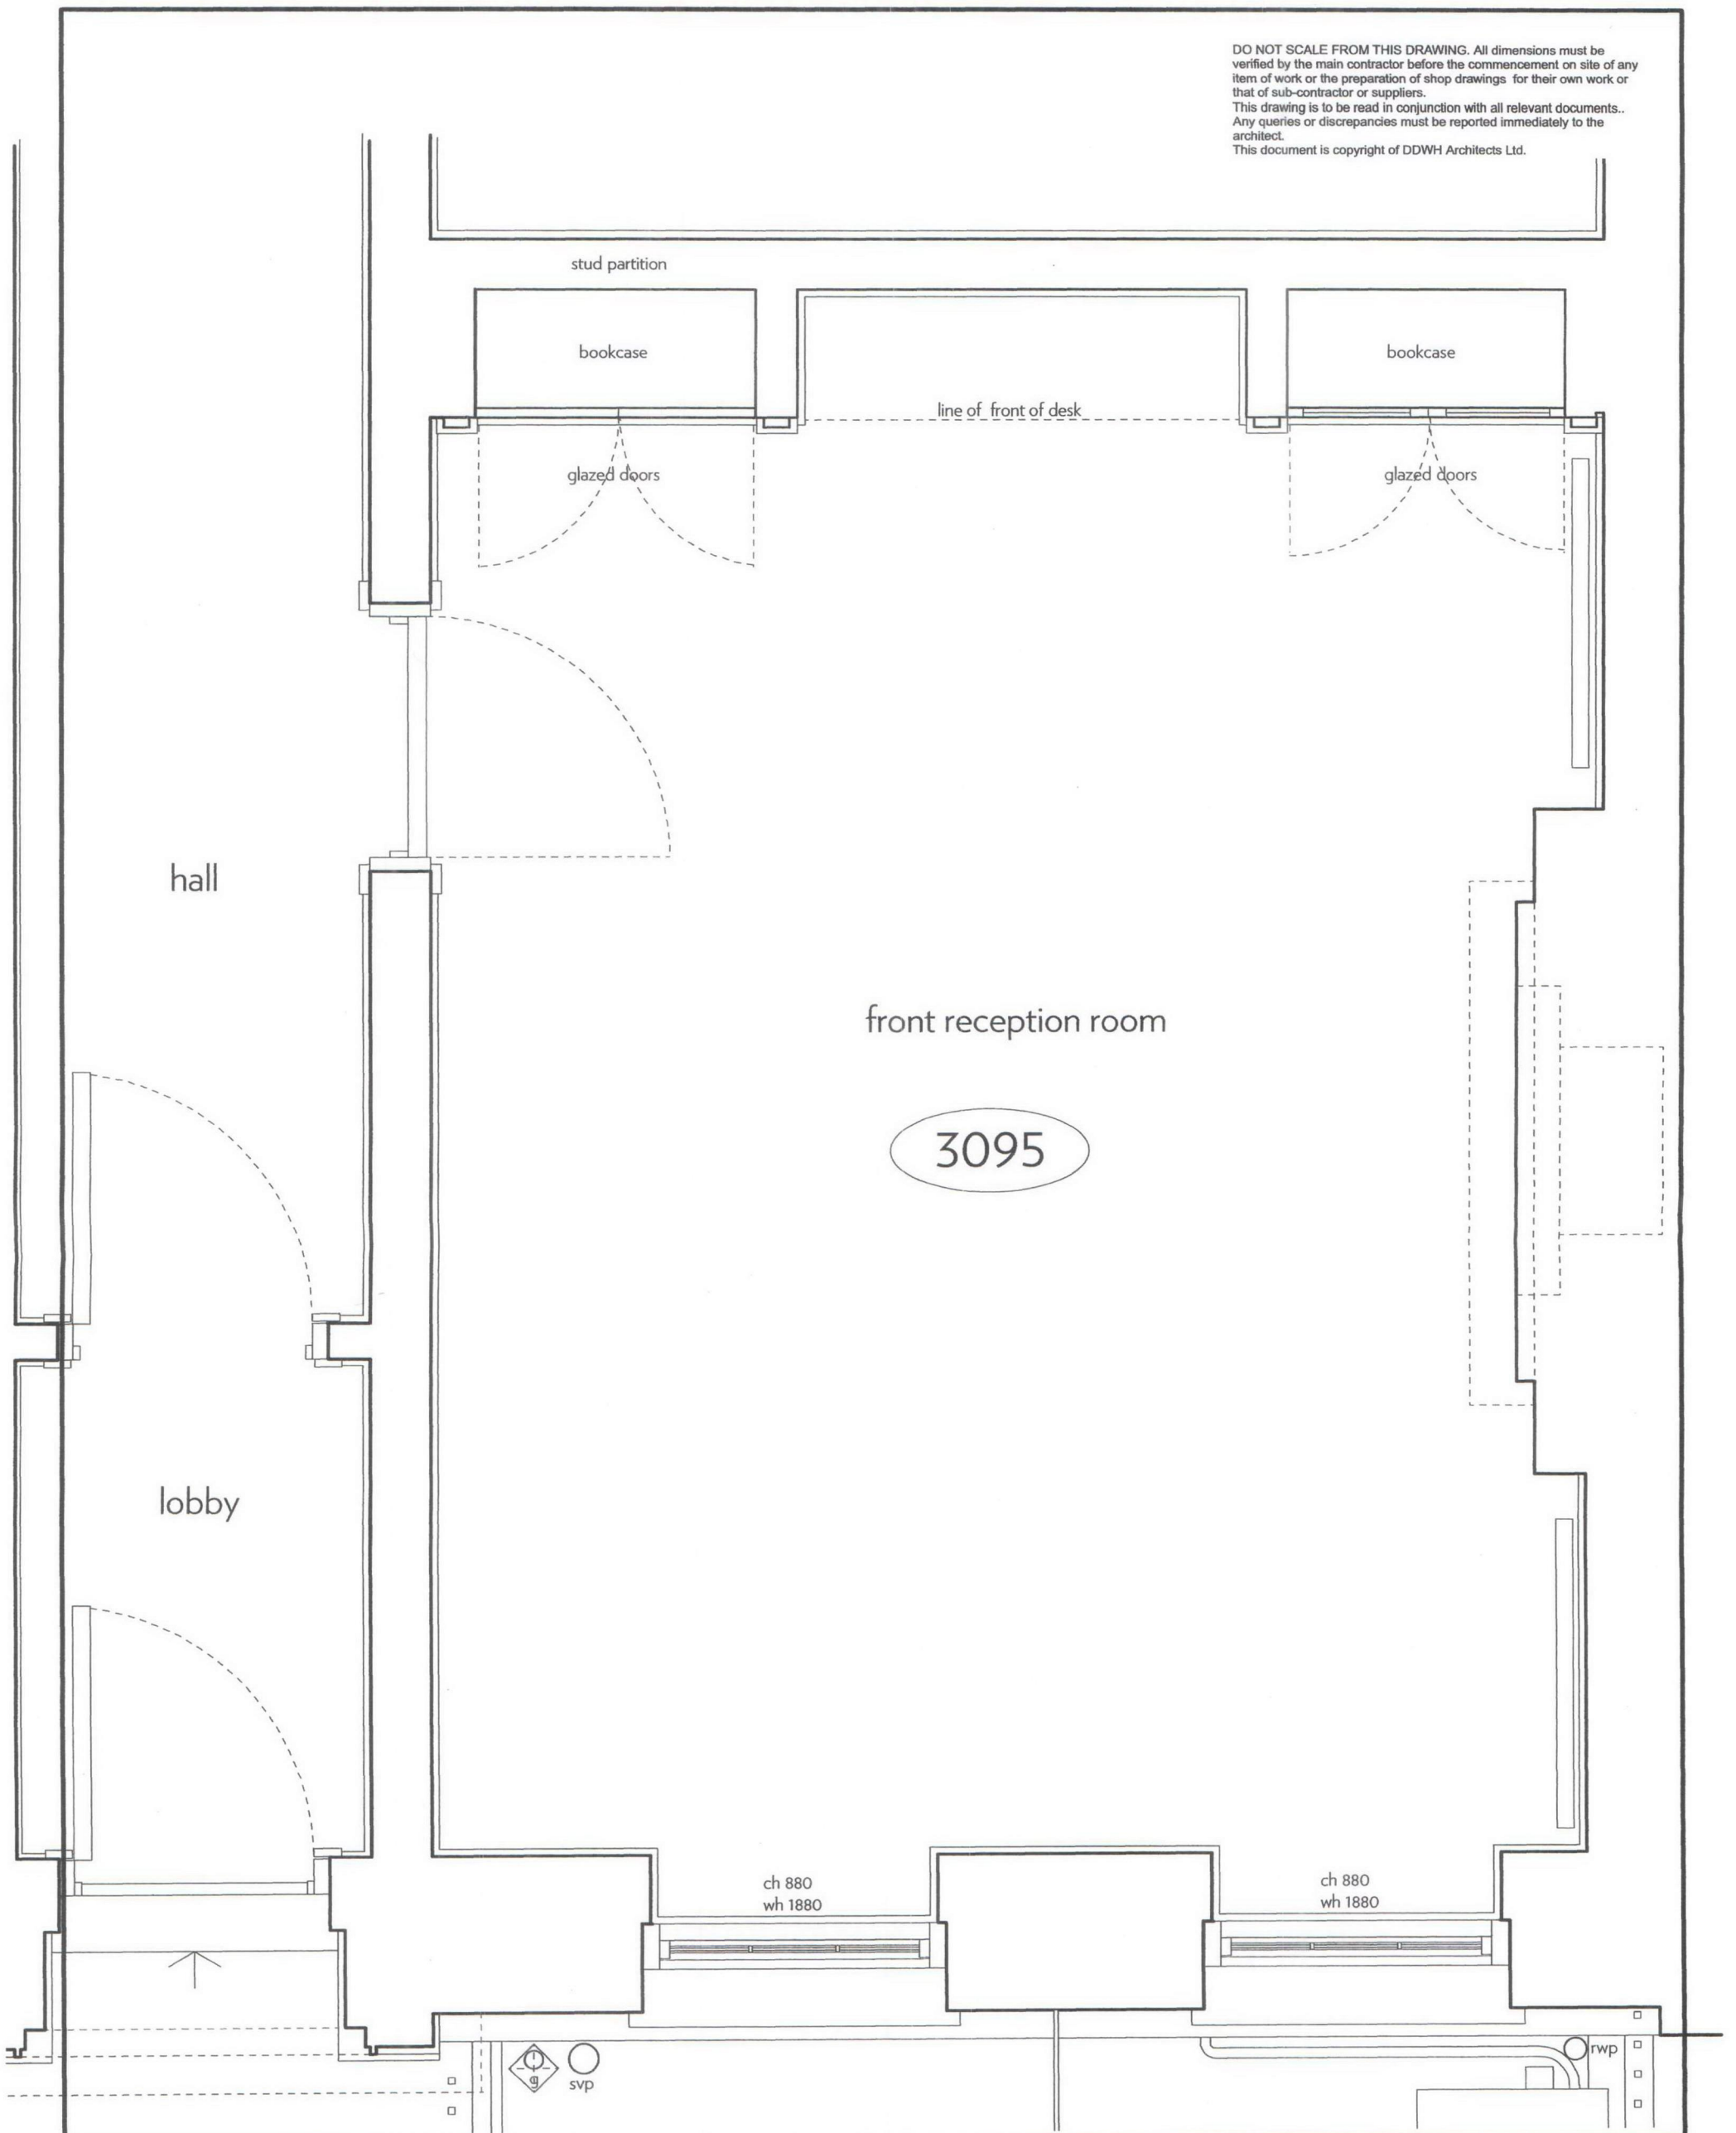 DO NOT SCALE FROM THIS DRAWING. All dimensions must be
verified by the main contractor before the commencement on site of any
item of work or the preparation of shop drawings for their own work or
that of sub-contractor or suppliers.
This drawing is to be read in conjunction with all relevant documents..
Any queries or discrepancies must be reported immediately to the
architect.
This document is copyright of DDWH Architects Ltd.
stud partition
bookcase
bookcase
line of front of desk
glazed doors
glazed doors
hall
front reception room
3095
lobby
ch 880
wh 1880
ch 880
wh 1880
rwp
g
svp